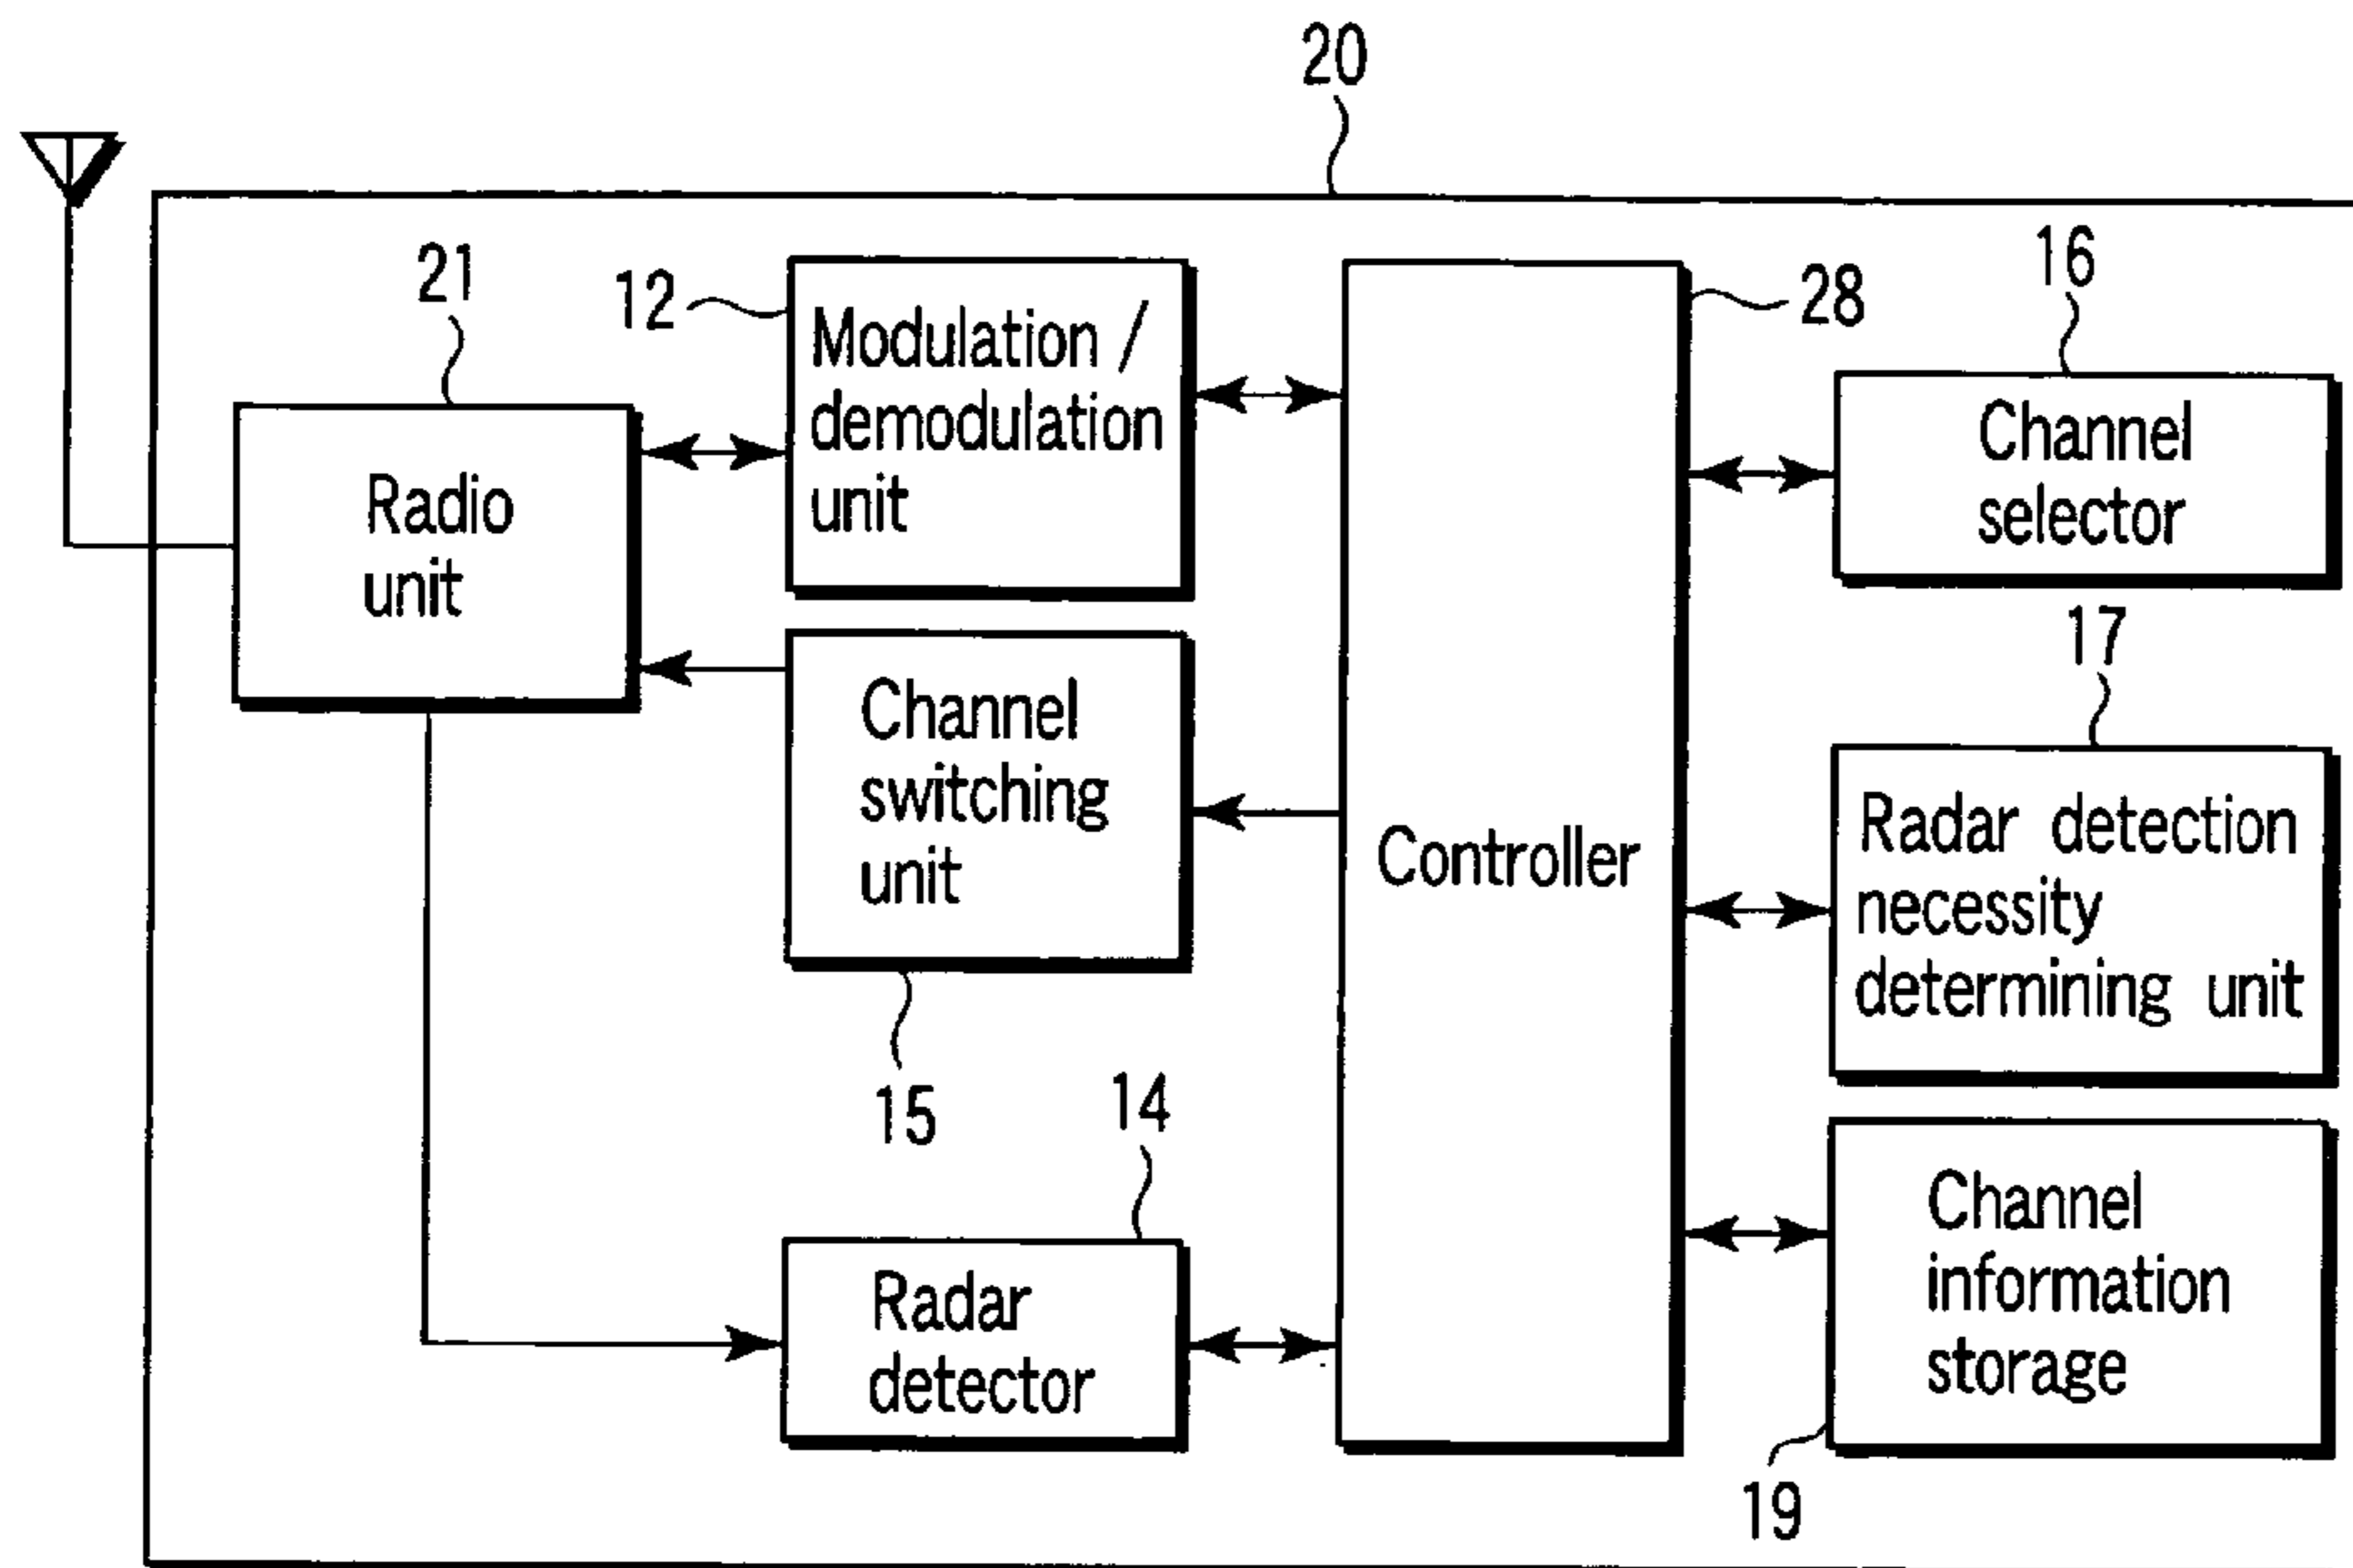 20
21
12
Modulation /
demodulation
unit
28
16
Radio
unit
Channel
selector
Channel
switching
unit
15
Controller
17
Radar detection
necessity
determining unit
14
Radar
detector
Channel
information
storage
19